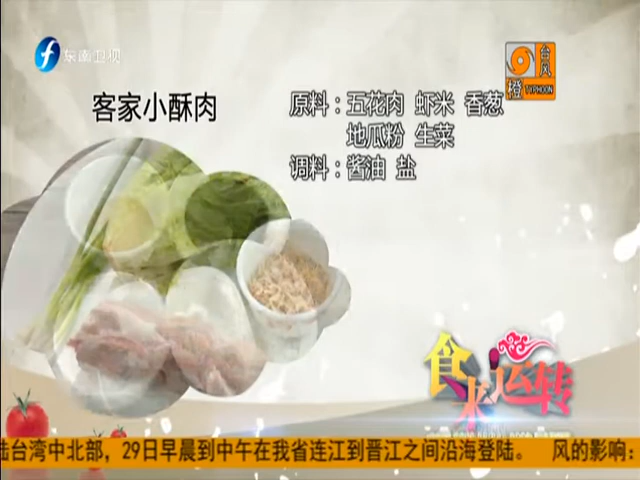 东南卫视
台风
橙 TYPHOON
客家小酥肉
原料：五花肉 虾米 香葱
地瓜粉 生菜
调料：酱油 盐
食来运转
陆台湾中北部，29日早晨到中午在我省连江到晋江之间沿海登陆。 风的影响：